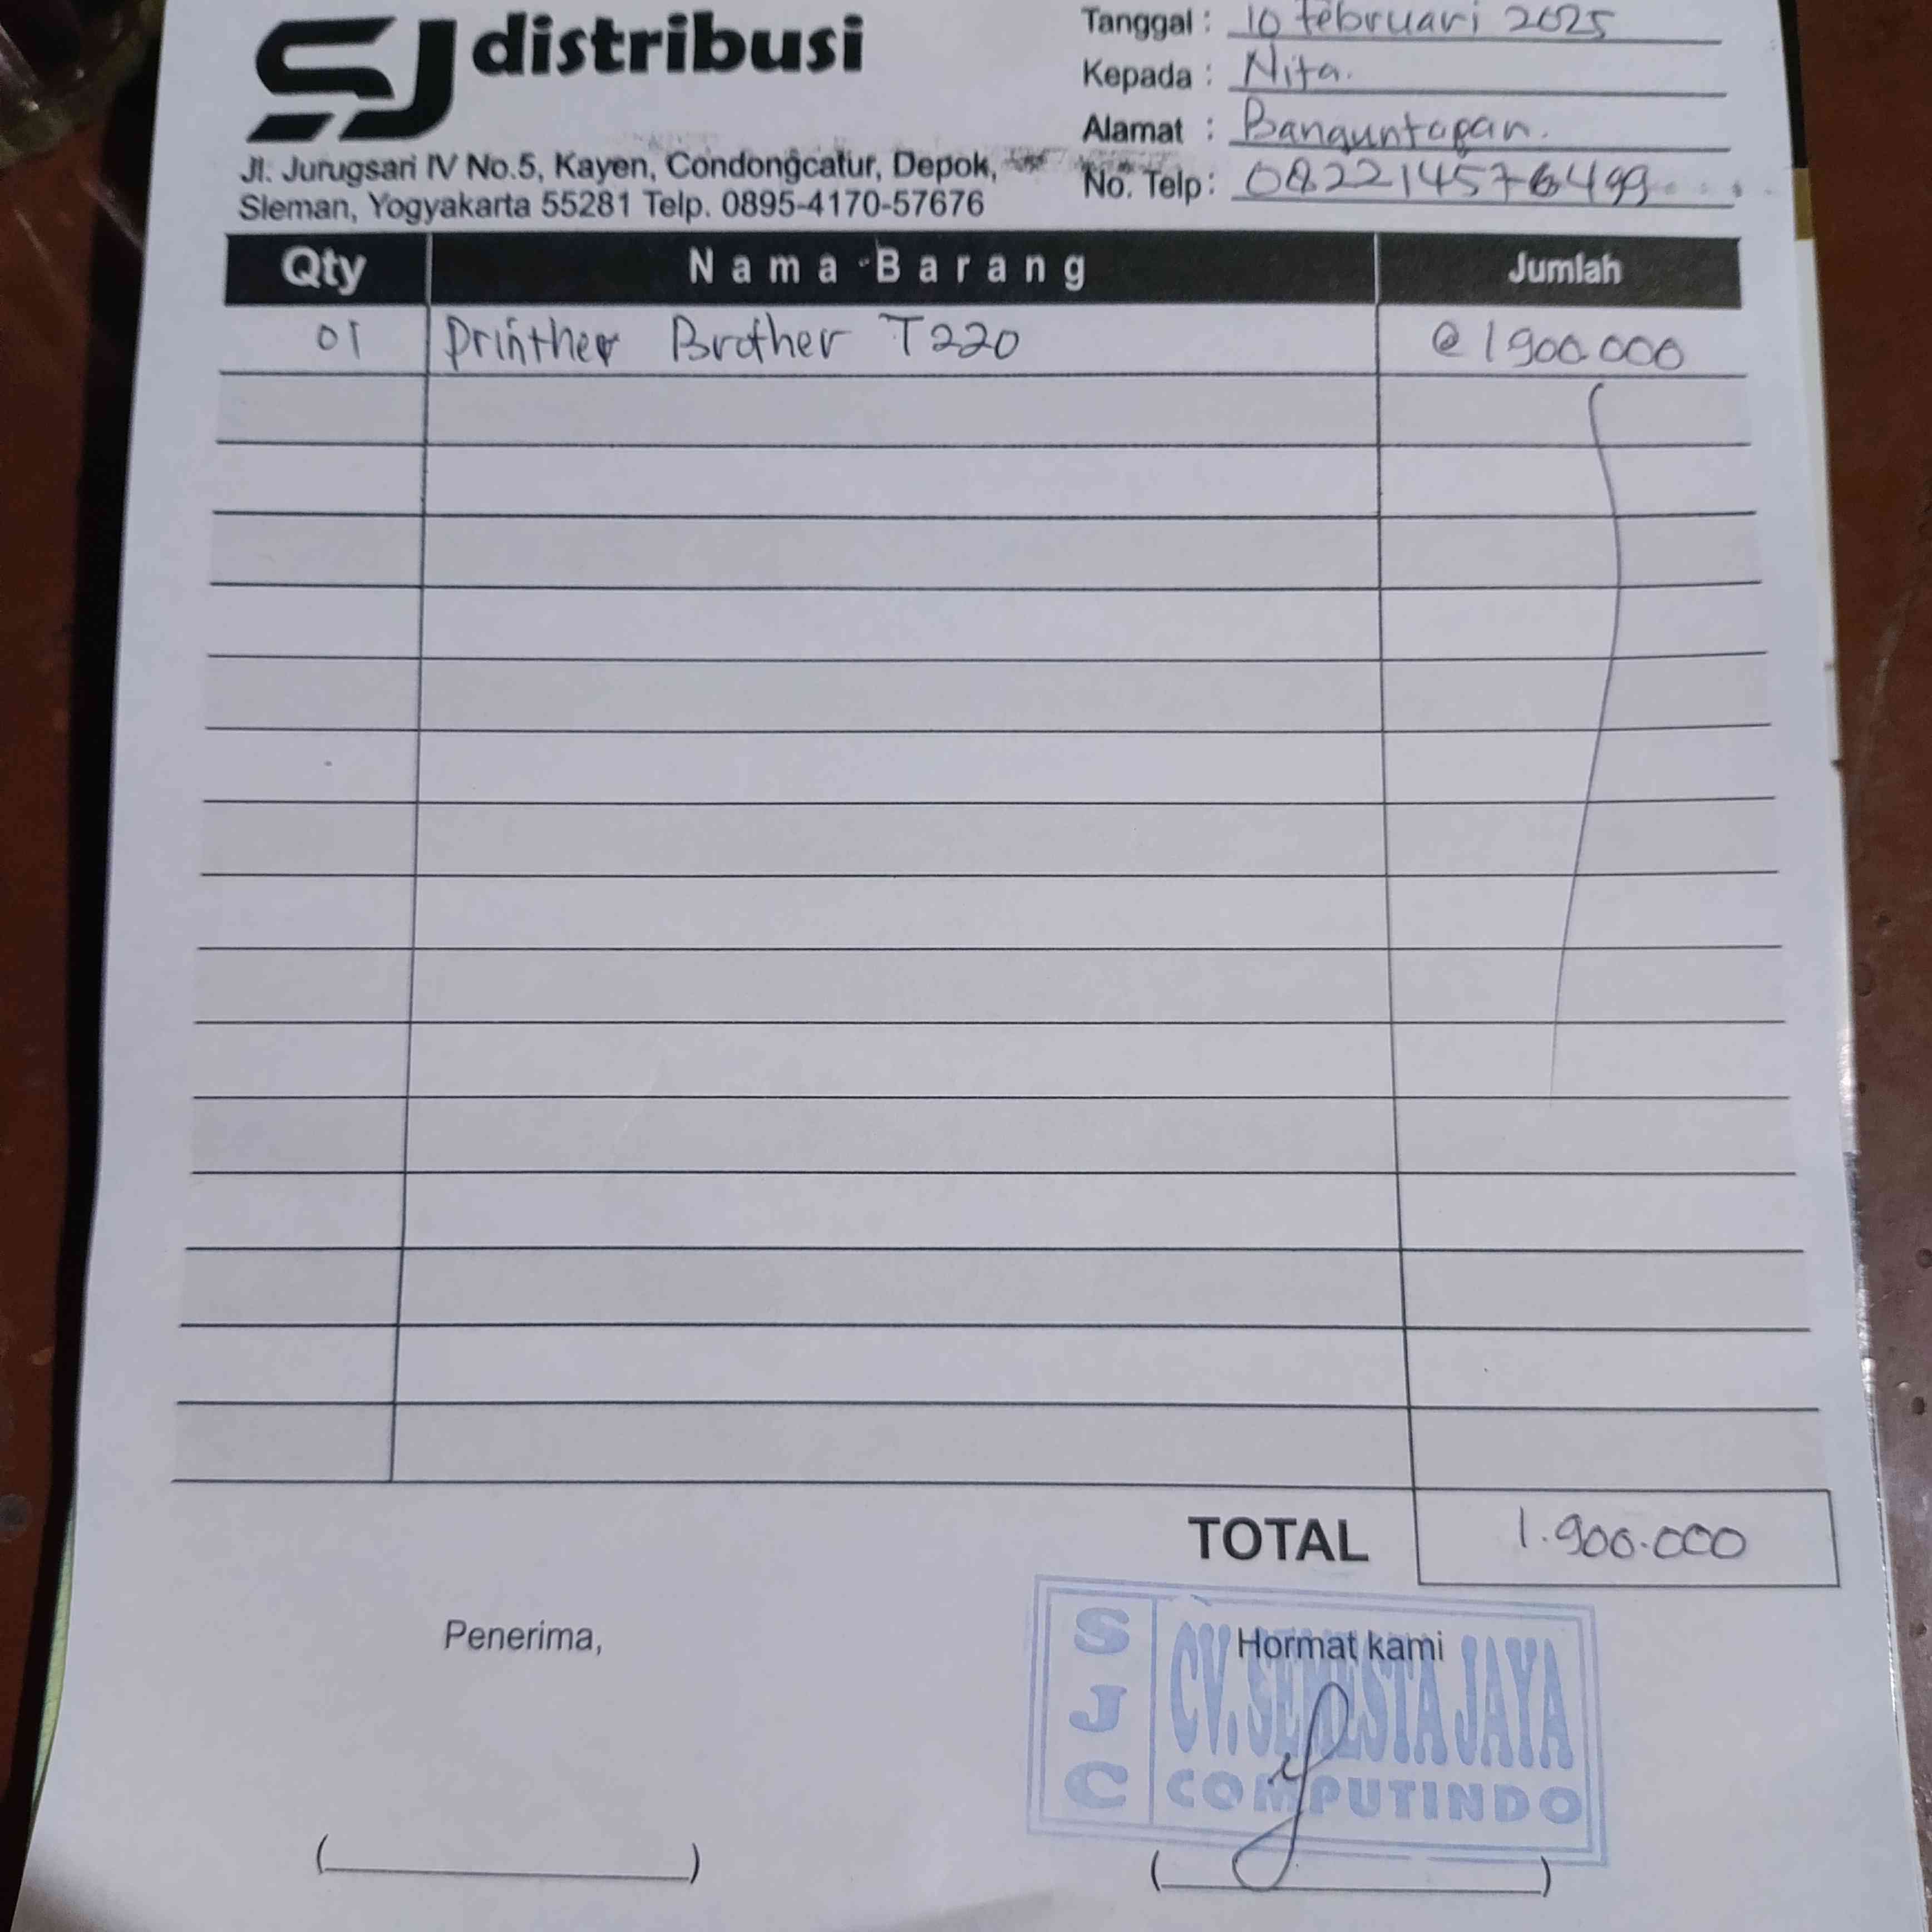 SJ distribusi
Jl. Jurugsari IV No.5, Kayen, Condongcatur, Depok,
Sleman, Yogyakarta 55281 Telp. 0895-4170-57676
Tanggal : 10 Februari 2025
Kepada : Nita.
Alamat : Banguntapan.
No. Telp : 082214576499
Qty Nama Barang Jumlah
01 Printher Brother T220 @ 1900.000
TOTAL 1.900.000
Penerima,
Hormat kami
SJC
CV. SEMESTA JAYA
COMPUTINDO